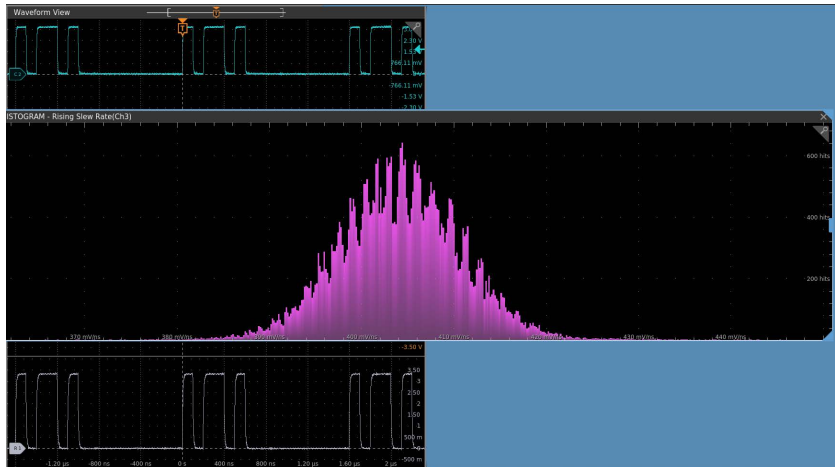 Waveform View
2.30 V
1.53 V
766.11 mV
-766.11 mV
-1.53 V
-2.30 V
ISTOGRAM - Rising Slew Rate(Ch3)
600 hits
400 hits
200 hits
370 mV/ns 380 mV/ns 400 mV/ns 410 mV/ns 420 mV/ns 430 mV/ns 440 mV/ns
-3.50 V
3.50
3
2.50
2
1.50
1
500 m
-500 m
-1.20 µs -800 ns -400 ns 0 s 400 ns 800 ns 1.20 µs 1.60 µs 2 µs